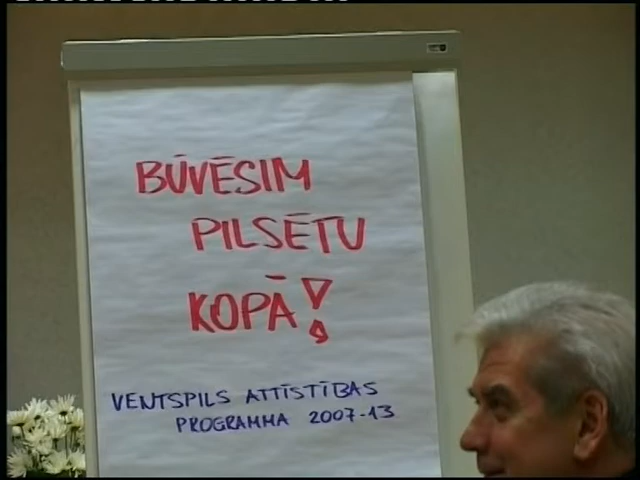 BŪVĒSIM
PILSĒTU
KOPĀ!
VENTSPILS ATTĪSTĪBAS
PROGRAMMA 2007-13